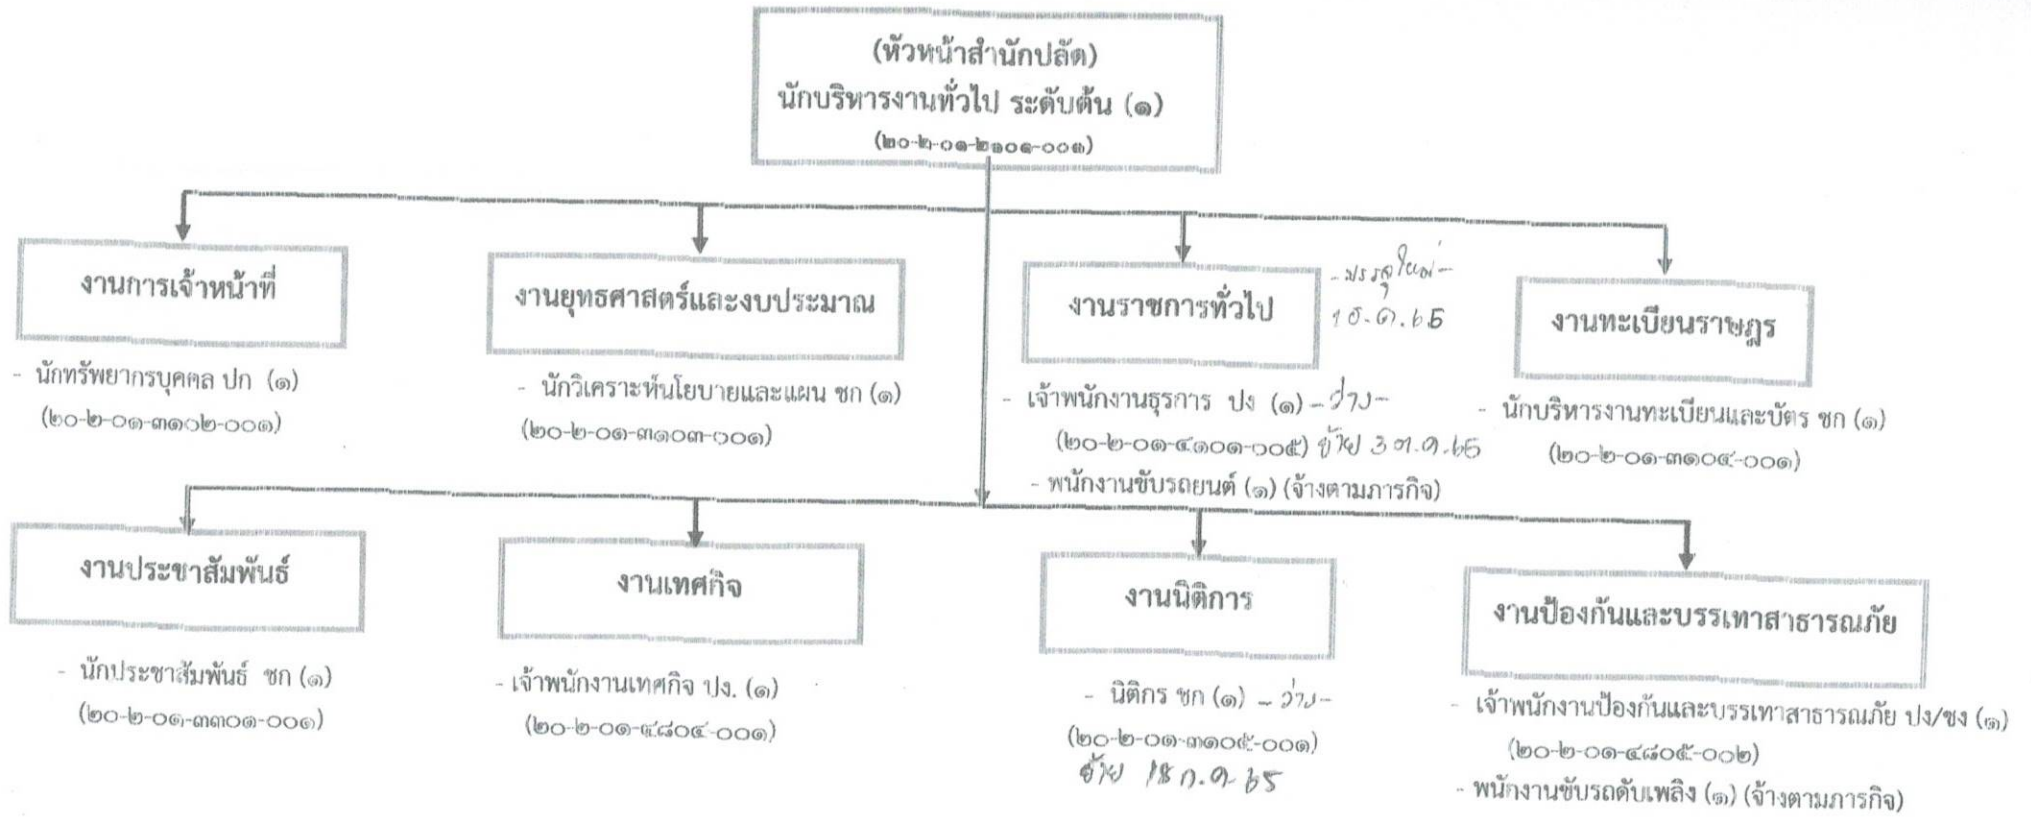 (หัวหน้าสำนักปลัด)
นักบริหารงานทั่วไป ระดับต้น (๑)
(๒๐-๒-๐๑-๒๑๐๑-๐๐๑)
งานการเจ้าหน้าที่
- นักทรัพยากรบุคคล ปก (๑)
(๒๐-๒-๐๑-๓๑๐๒-๐๐๑)
งานยุทธศาสตร์และงบประมาณ
- นักวิเคราะห์นโยบายและแผน ชก (๑)
(๒๐-๒-๐๑-๓๑๐๓-๐๐๑)
งานราชการทั่วไป
- บรรจุใหม่ -
1 ธ.ค. 65
- เจ้าพนักงานธุรการ ปง (๑) - ว่าง -
(๒๐-๒-๐๑-๔๑๐๑-๐๐๕) ย้าย 3 ต.ค. 65
- พนักงานขับรถยนต์ (๑) (จ้างตามภารกิจ)
งานทะเบียนราษฎร
- นักบริหารงานทะเบียนและบัตร ชก (๑)
(๒๐-๒-๐๑-๓๑๐๔-๐๐๑)
งานประชาสัมพันธ์
- นักประชาสัมพันธ์ ชก (๑)
(๒๐-๒-๐๑-๓๓๐๑-๐๐๑)
งานเทศกิจ
- เจ้าพนักงานเทศกิจ ปง. (๑)
(๒๐-๒-๐๑-๔๘๐๔-๐๐๑)
งานนิติการ
- นิติกร ชก (๑) - ว่าง -
(๒๐-๒-๐๑-๓๑๐๕-๐๐๑)
ย้าย 18 ก.ค. 65
งานป้องกันและบรรเทาสาธารณภัย
- เจ้าพนักงานป้องกันและบรรเทาสาธารณภัย ปง/ชง (๑)
(๒๐-๒-๐๑-๔๘๐๕-๐๐๒)
- พนักงานขับรถดับเพลิง (๑) (จ้างตามภารกิจ)